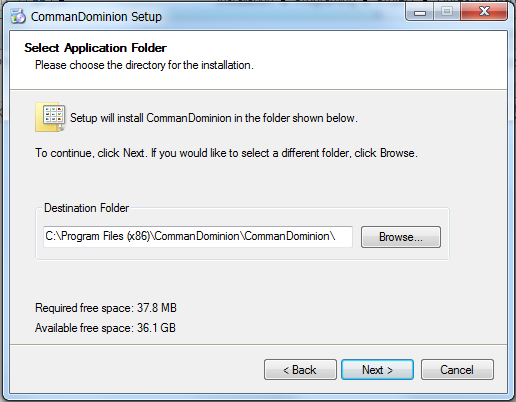 CommanDominion Setup
Select Application Folder
Please choose the directory for the installation.
Setup will install CommanDominion in the folder shown below.
To continue, click Next. If you would like to select a different folder, click Browse.
Destination Folder
C:\Program Files (x86)\CommanDominion\CommanDominion\
Browse...
Required free space: 37.8 MB
Available free space: 36.1 GB
< Back
Next >
Cancel